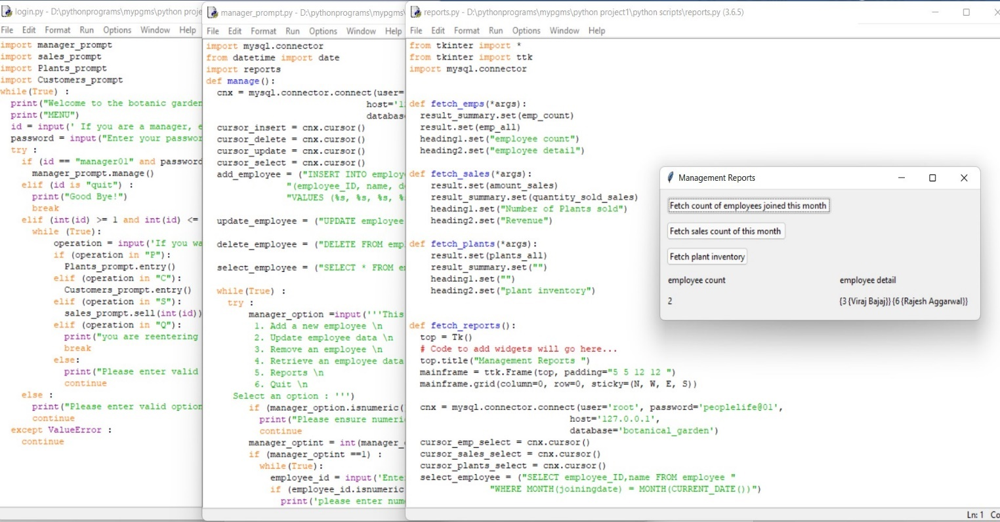 login.py - D:\pythonprograms\mypgms\python proje
File Edit Format Run Options Window Help
import manager_prompt
import sales_prompt
import Plants_prompt
import Customers_prompt
while(True) :
print("Welcome to the botanic garden
print("MENU")
id = input(' If you are a manager, e
password = input("Enter your passwor
try :
if (id == "manager01" and password
manager_prompt.manage()
elif (id is "quit") :
print("Good Bye!")
break
elif (int(id) >= 1 and int(id) <=
while (True):
operation = input('If you wa
if (operation in "P"):
Plants_prompt.entry()
elif (operation in "C"):
Customers_prompt.entry()
elif (operation in "S"):
sales_prompt.sell(int(id))
elif (operation in "Q"):
print("you are reentering
break
else:
print("Please enter valid
continue
else :
print("Please enter valid option
continue
except ValueError :
continue
manager_prompt.py - D:\pythonprograms\mypgms\
File Edit Format Run Options Window Help
import mysql.connector
from datetime import date
import reports
def manage():
cnx = mysql.connector.connect(user=
host='1
database
cursor_insert = cnx.cursor()
cursor_delete = cnx.cursor()
cursor_update = cnx.cursor()
cursor_select = cnx.cursor()
add_employee = ("INSERT INTO employ
"(employee_ID, name, d
"VALUES (%s, %s, %s, %
update_employee = ("UPDATE employee
delete_employee = ("DELETE FROM emp
select_employee = ("SELECT * FROM e
while(True) :
try :
manager_option =input('''This
1. Add a new employee \n
2. Update employee data \n
3. Remove an employee \n
4. Retrieve an employee data
5. Reports \n
6. Quit \n
Select an option : ''')
if (manager_option.isnumeric(
print("Please ensure numeri
continue
manager_optint = int(manager_
if (manager_optint ==1) :
while(True):
employee_id = input('Ente
if (employee_id.isnumeric
print('please enter num
reports.py - D:\pythonprograms\mypgms\python project1\python scripts\reports.py (3.6.5)
File Edit Format Run Options Window Help
from tkinter import *
from tkinter import ttk
import mysql.connector
def fetch_emps(*args):
result_summary.set(emp_count)
result.set(emp_all)
heading1.set("employee count")
heading2.set("employee detail")
def fetch_sales(*args):
result.set(amount_sales)
result_summary.set(quantity_sold_sales)
heading1.set("Number of Plants sold")
heading2.set("Revenue")
def fetch_plants(*args):
result.set(plants_all)
result_summary.set("")
heading1.set("")
heading2.set("plant inventory")
def fetch_reports():
top = Tk()
# Code to add widgets will go here...
top.title("Management Reports ")
mainframe = ttk.Frame(top, padding="5 5 12 12 ")
mainframe.grid(column=0, row=0, sticky=(N, W, E, S))
cnx = mysql.connector.connect(user='root', password='peoplelife@01',
host='127.0.0.1',
database='botanical_garden')
cursor_emp_select = cnx.cursor()
cursor_sales_select = cnx.cursor()
cursor_plants_select = cnx.cursor()
select_employee = ("SELECT employee_ID,name FROM employee "
"WHERE MONTH(joiningdate) = MONTH(CURRENT_DATE())")
Ln: 1 Co
Management Reports
Fetch count of employees joined this month
Fetch sales count of this month
Fetch plant inventory
employee count employee detail
2 {3 {Viraj Bajaj}} {6 {Rajesh Aggarwal}}